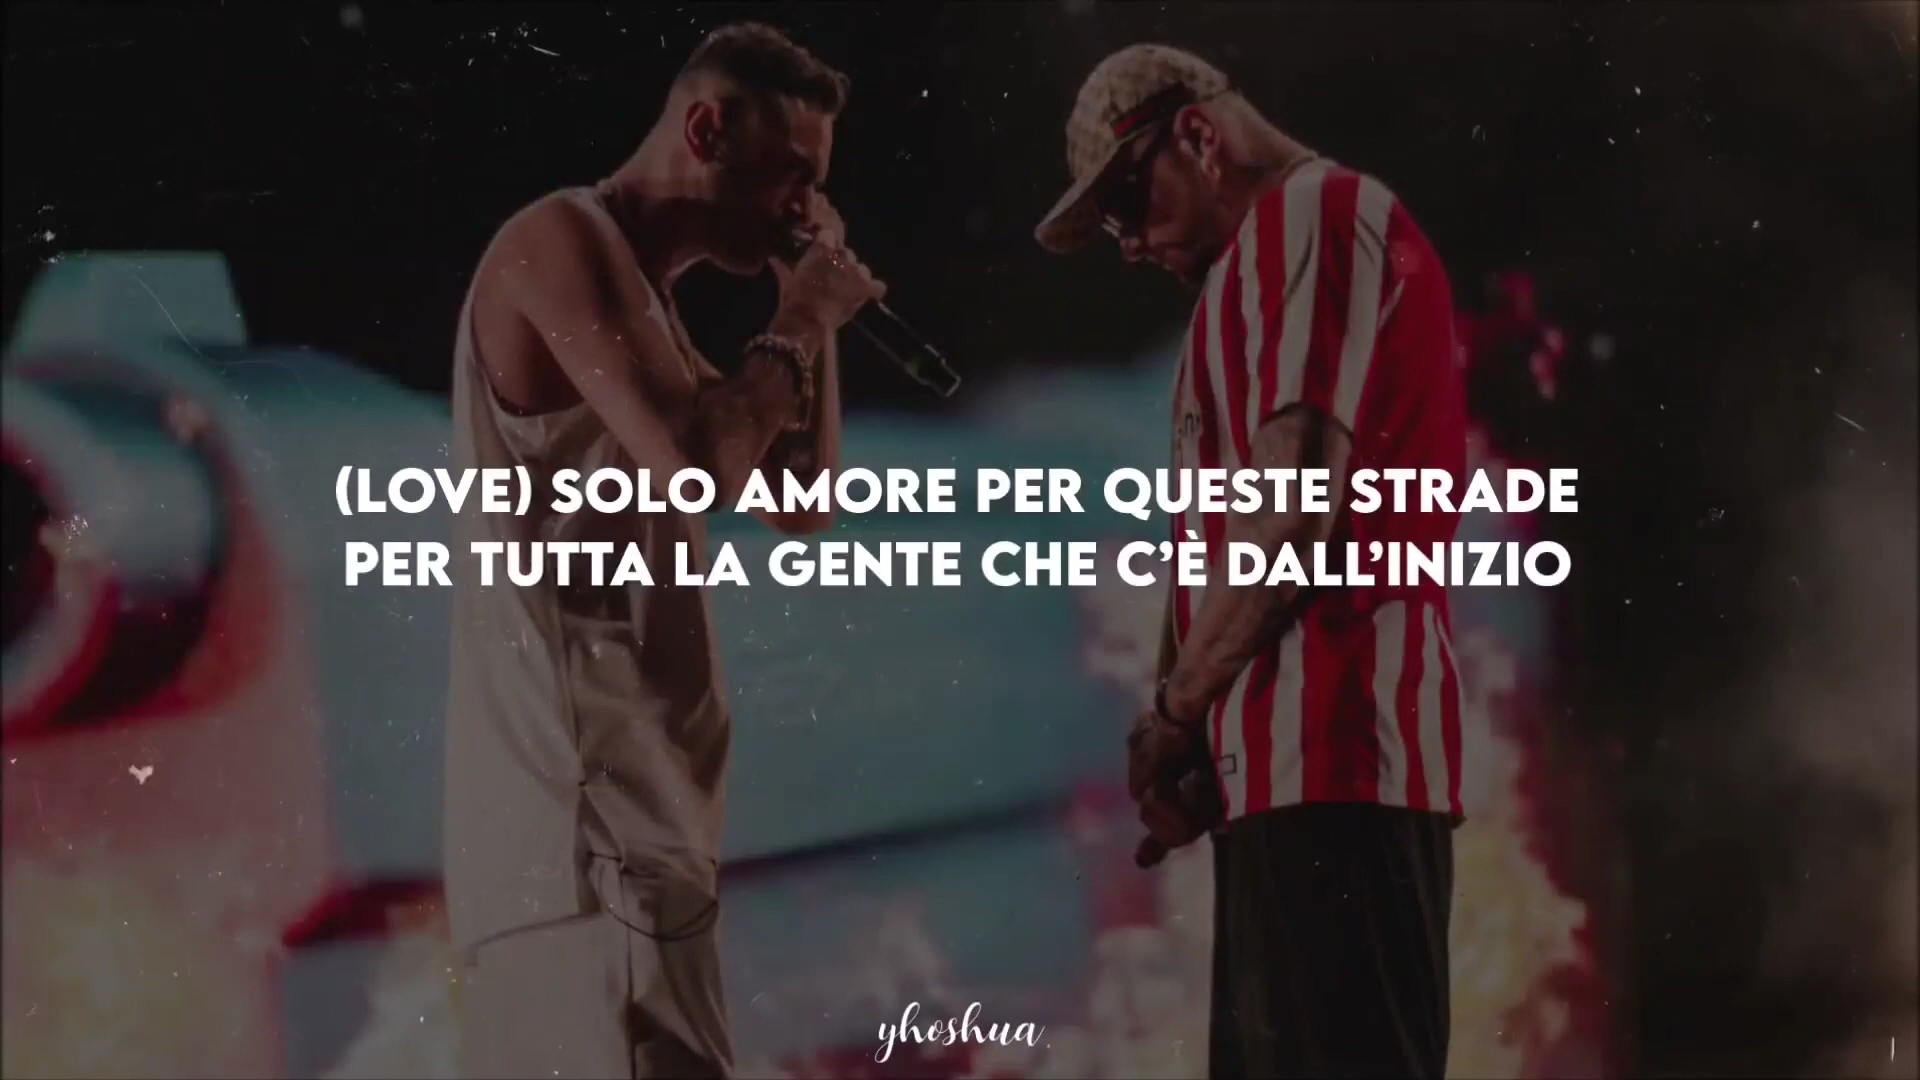 (LOVE) SOLO AMORE PER QUESTE STRADE
PER TUTTA LA GENTE CHE C’È DALL’INIZIO
yhoshua